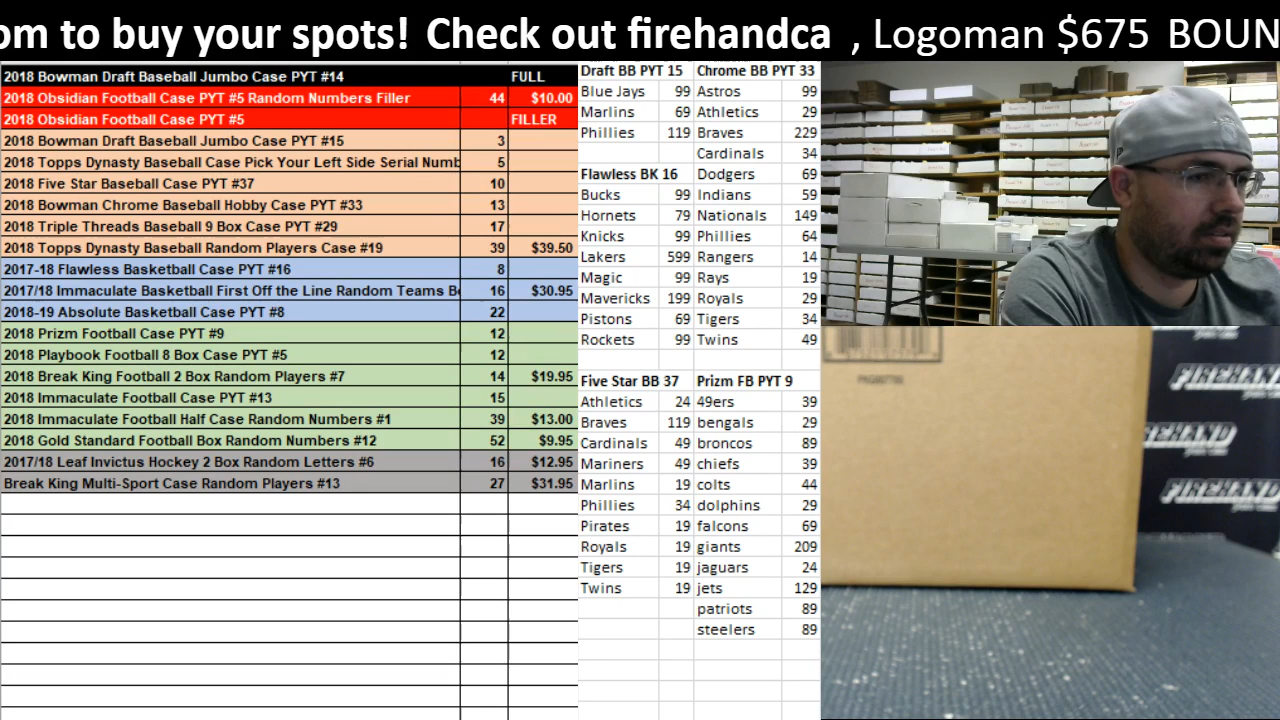 om to buy your spots! Check out firehandca , Logoman $675 BOUN
2018 Bowman Draft Baseball Jumbo Case PYT #14 FULL
2018 Obsidian Football Case PYT #5 Random Numbers Filler 44 $10.00
2018 Obsidian Football Case PYT #5 FILLER
2018 Bowman Draft Baseball Jumbo Case PYT #15 3
2018 Topps Dynasty Baseball Case Pick Your Left Side Serial Numb 5
2018 Five Star Baseball Case PYT #37 10
2018 Bowman Chrome Baseball Hobby Case PYT #33 13
2018 Triple Threads Baseball 9 Box Case PYT #29 17
2018 Topps Dynasty Baseball Random Players Case #19 39 $39.50
2017-18 Flawless Basketball Case PYT #16 8
2017/18 Immaculate Basketball First Off the Line Random Teams Bo 16 $30.95
2018-19 Absolute Basketball Case PYT #8 22
2018 Prizm Football Case PYT #9 12
2018 Playbook Football 8 Box Case PYT #5 12
2018 Break King Football 2 Box Random Players #7 14 $19.95
2018 Immaculate Football Case PYT #13 15
2018 Immaculate Football Half Case Random Numbers #1 39 $13.00
2018 Gold Standard Football Box Random Numbers #12 52 $9.95
2017/18 Leaf Invictus Hockey 2 Box Random Letters #6 16 $12.95
Break King Multi-Sport Case Random Players #13 27 $31.95
Draft BB PYT 15
Blue Jays 99
Marlins 69
Phillies 119
Flawless BK 16
Bucks 99
Hornets 79
Knicks 99
Lakers 599
Magic 99
Mavericks 199
Pistons 69
Rockets 99
Five Star BB 37
Athletics 24
Braves 119
Cardinals 49
Mariners 49
Marlins 19
Phillies 34
Pirates 19
Royals 19
Tigers 19
Twins 19
Chrome BB PYT 33
Astros 99
Athletics 29
Braves 229
Cardinals 34
Dodgers 69
Indians 59
Nationals 149
Phillies 64
Rangers 14
Rays 19
Royals 29
Tigers 34
Twins 49
Prizm FB PYT 9
49ers 39
bengals 29
broncos 89
chiefs 39
colts 44
dolphins 29
falcons 69
giants 209
jaguars 24
jets 129
patriots 89
steelers 89
FIREHAND
FIREHAND
FIREHAND